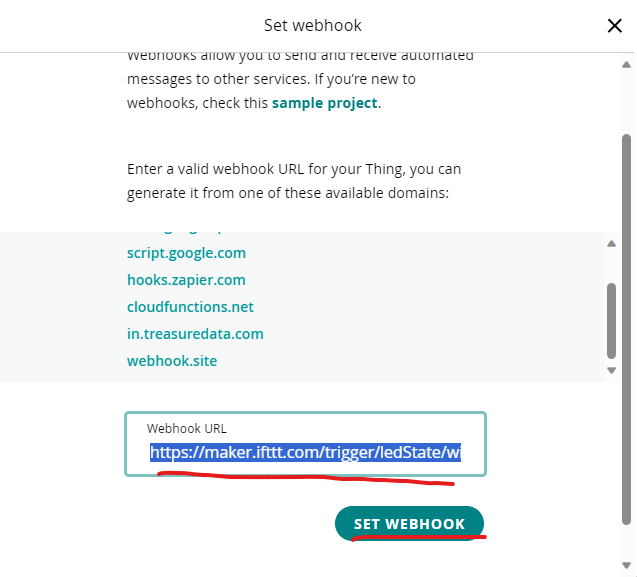 Set webhook
Webhooks allow you to send and receive automated
messages to other services. If you’re new to
webhooks, check this sample project.
Enter a valid webhook URL for your Thing, you can
generate it from one of these available domains:
script.google.com
hooks.zapier.com
cloudfunctions.net
in.treasuredata.com
webhook.site
Webhook URL
https://maker.ifttt.com/trigger/ledState/wi
SET WEBHOOK